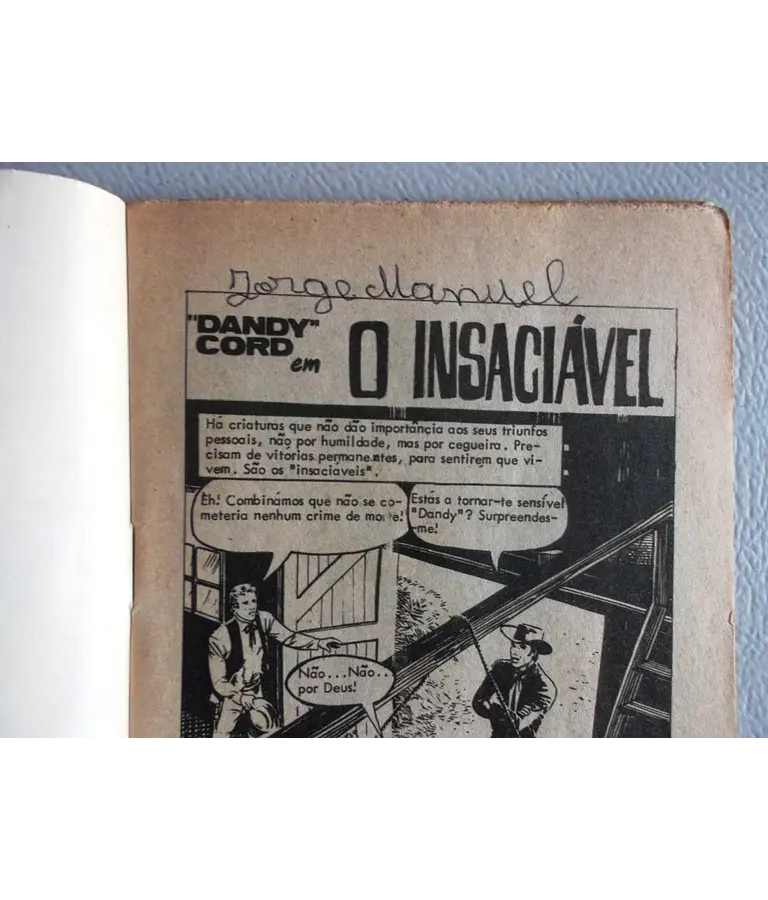 Jorge Manuel
"DANDY"
CORD
em
O INSACIÁVEL
Há criaturas que não dão importância aos seus triunfos
pessoais, não por humildade, mas por cegueira. Pre-
cisam de vitórias permanentes, para sentirem que vi-
vem. São os "insaciaveis".
Eh! Combinámos que não se co-
meteria nenhum crime de morte!
Estás a tornar-te sensível
"Dandy"? Surpreendes-
-me!
Não...Não..
por Deus!